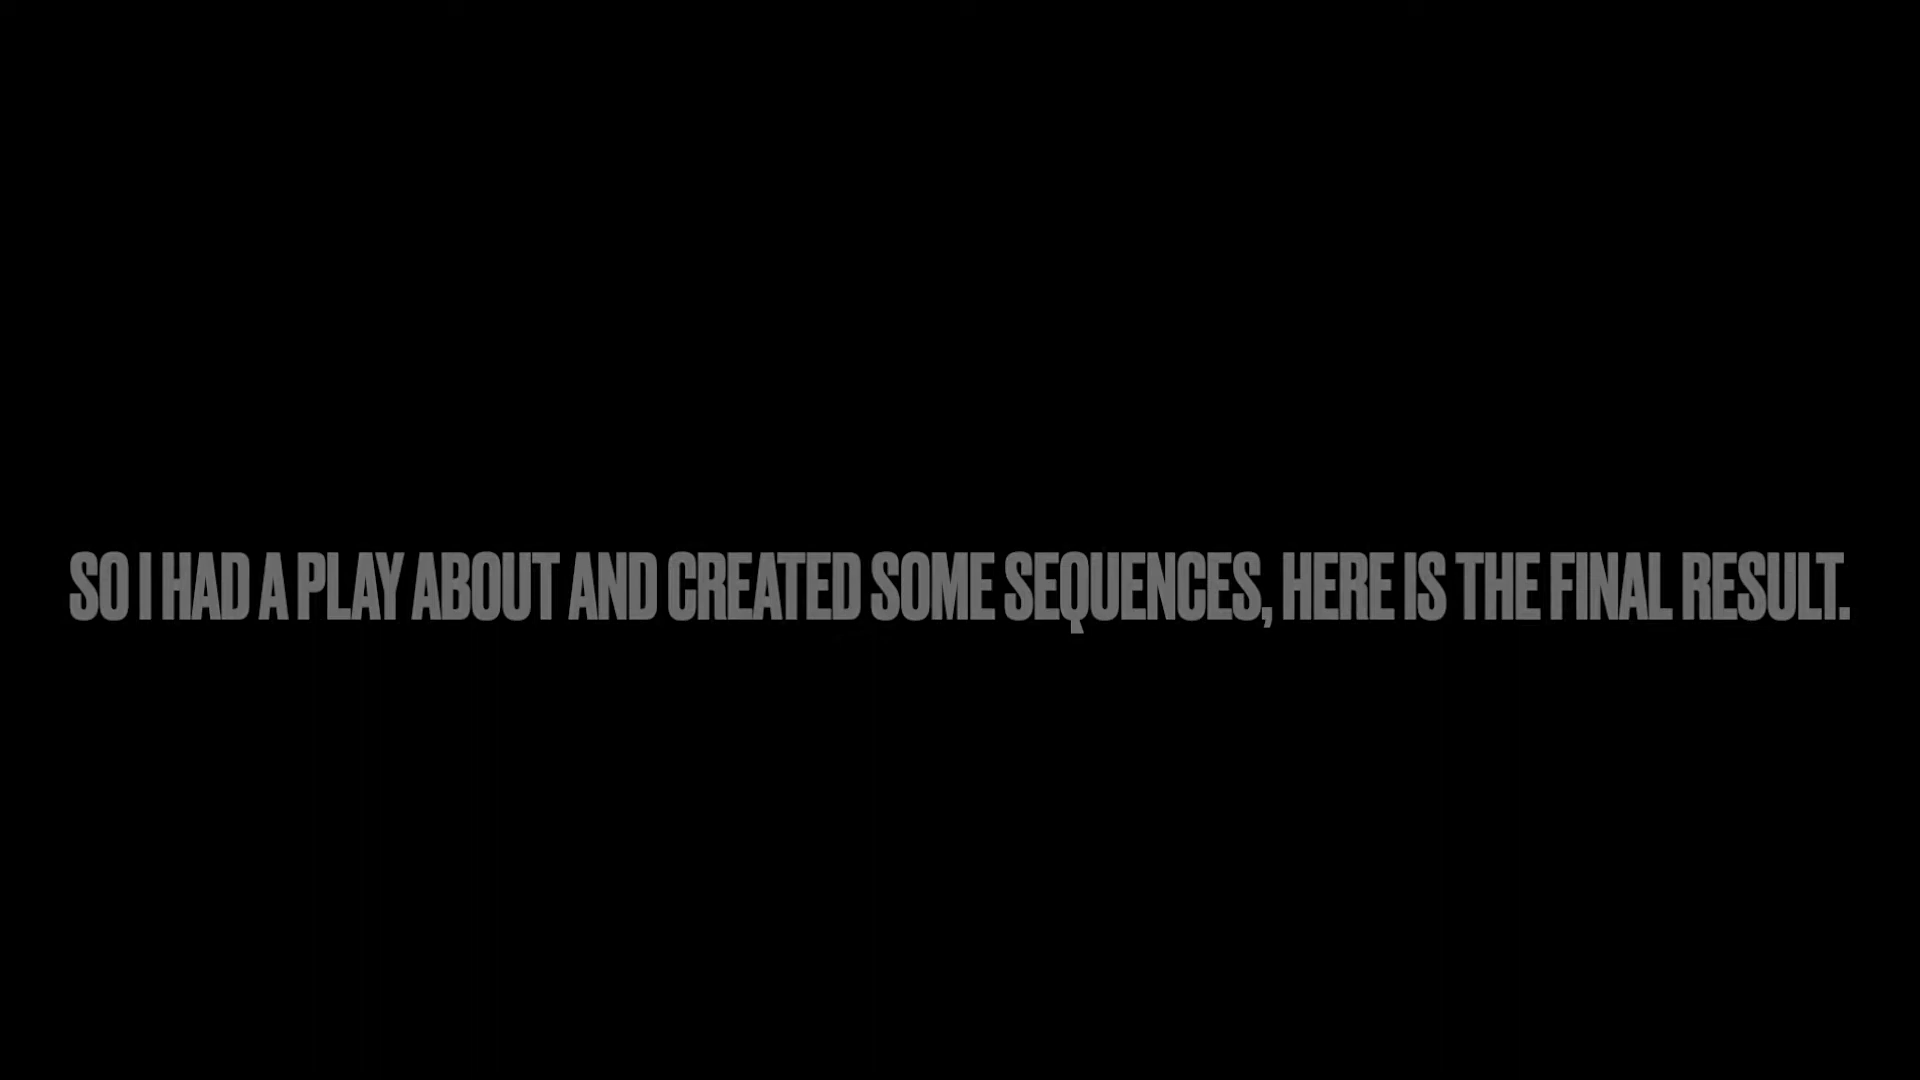 SO I HAD A PLAY ABOUT AND CREATED SOME SEQUENCES, HERE IS THE FINAL RESULT.